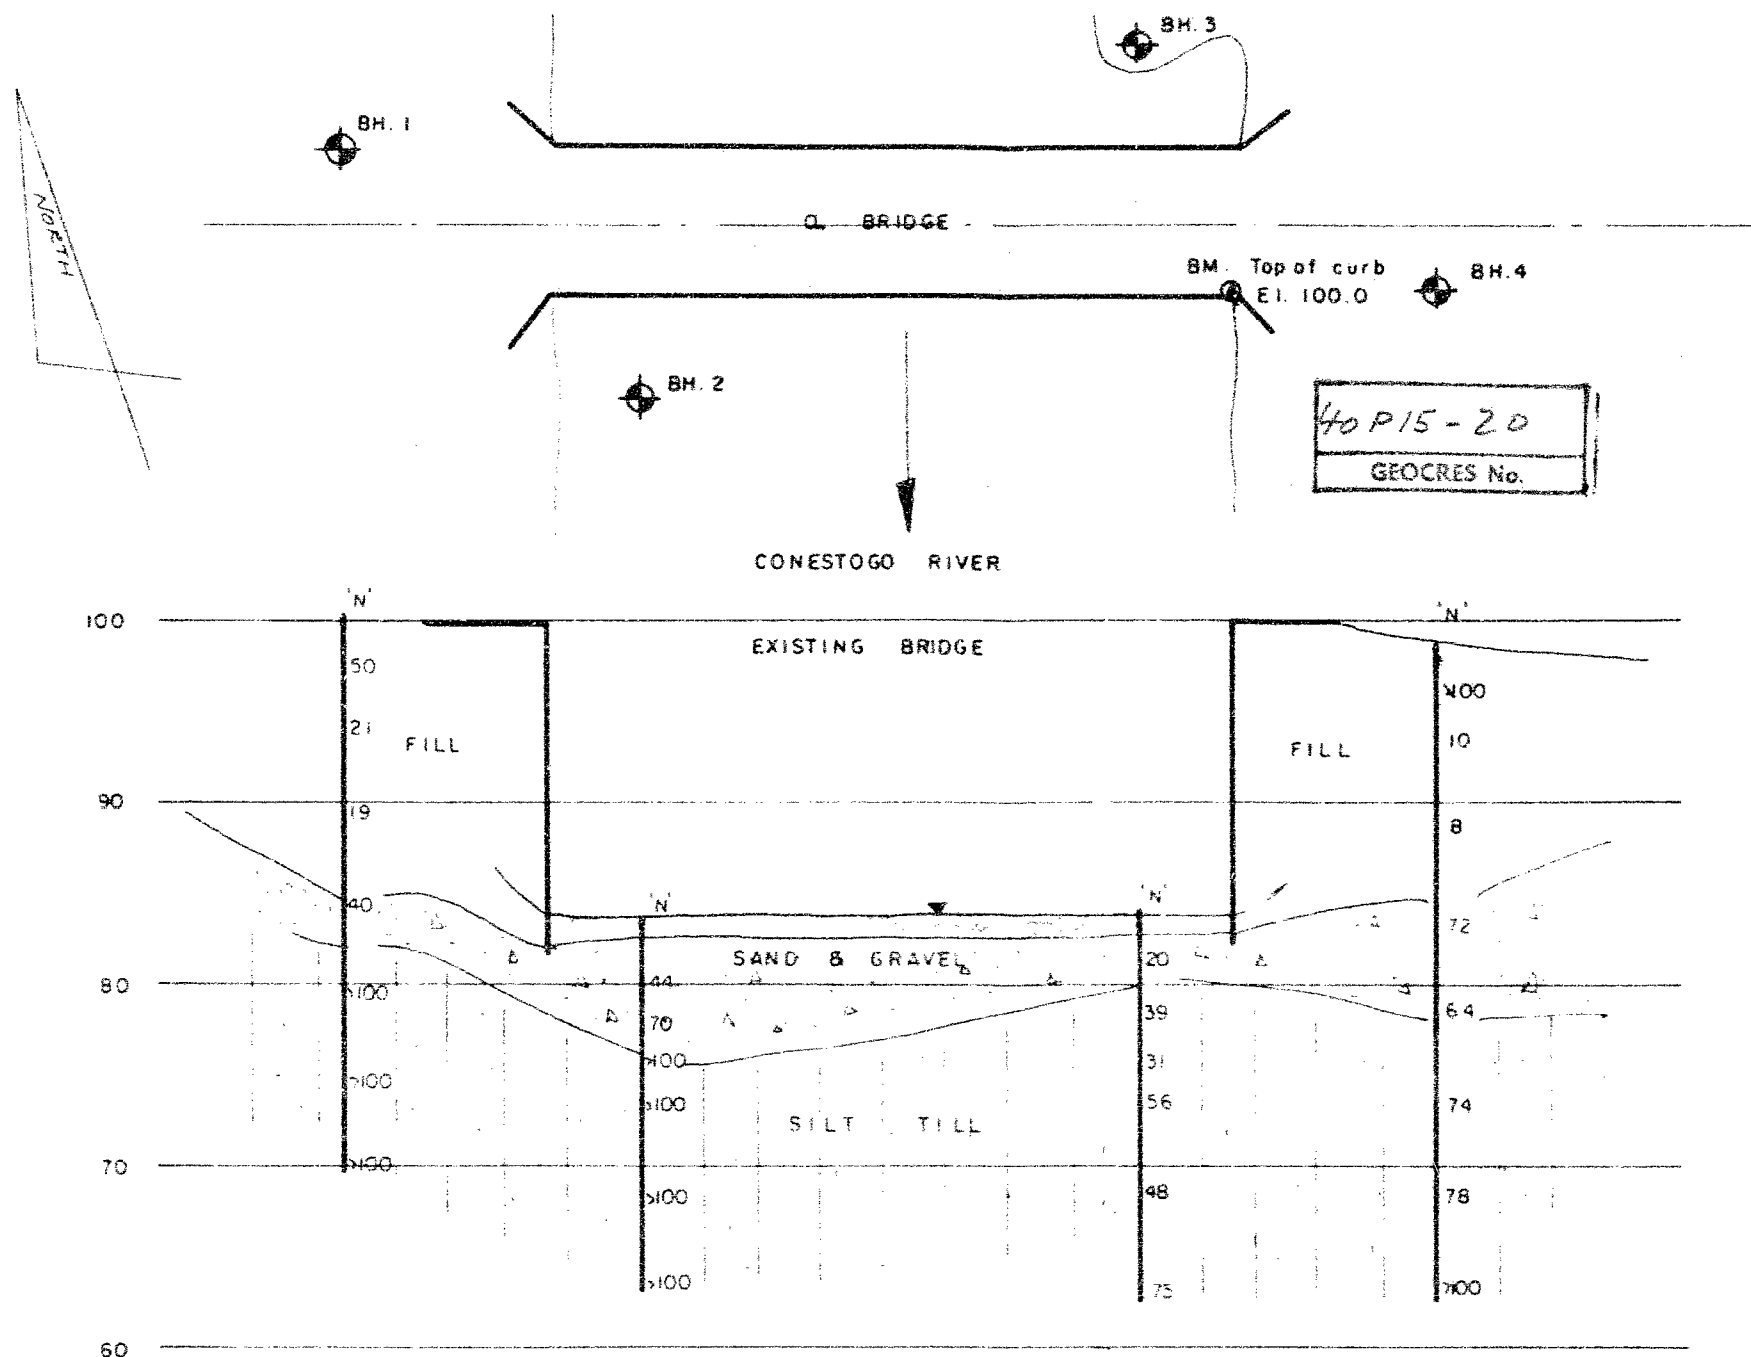 BH. 3
BH. 1
NORTH
℄ BRIDGE
BM. Top of curb
El. 100.0
BH. 4
BH. 2
40P15-20
GEOCRES No.
CONESTOGO RIVER
'N'
'N'
100
EXISTING BRIDGE
50
>100
21
FILL
FILL
10
90
19
8
40
'N'
'N'
72
SAND & GRAVEL
20
80
>100
44
64
70
39
>100
31
>100
>100
56
74
SILT TILL
70
>100
>100
48
78
>100
75
>100
60